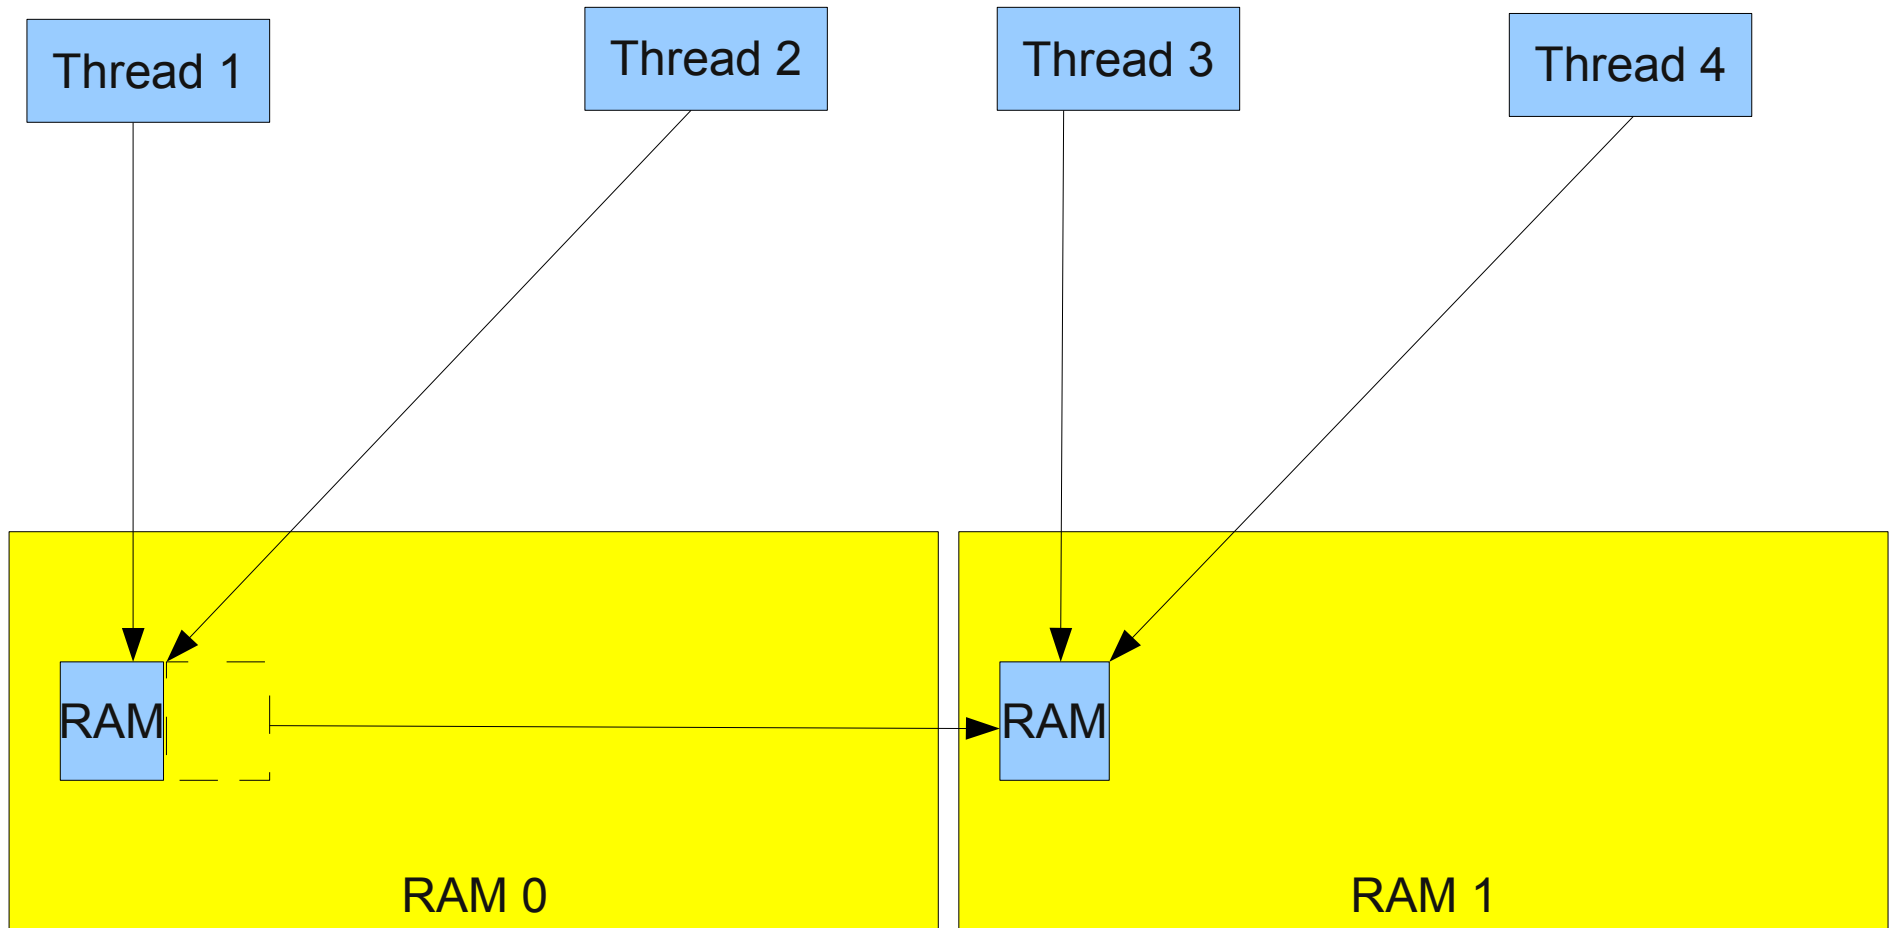 Thread 1
Thread 2
Thread 3
Thread 4
RAM
RAM
RAM 0
RAM 1